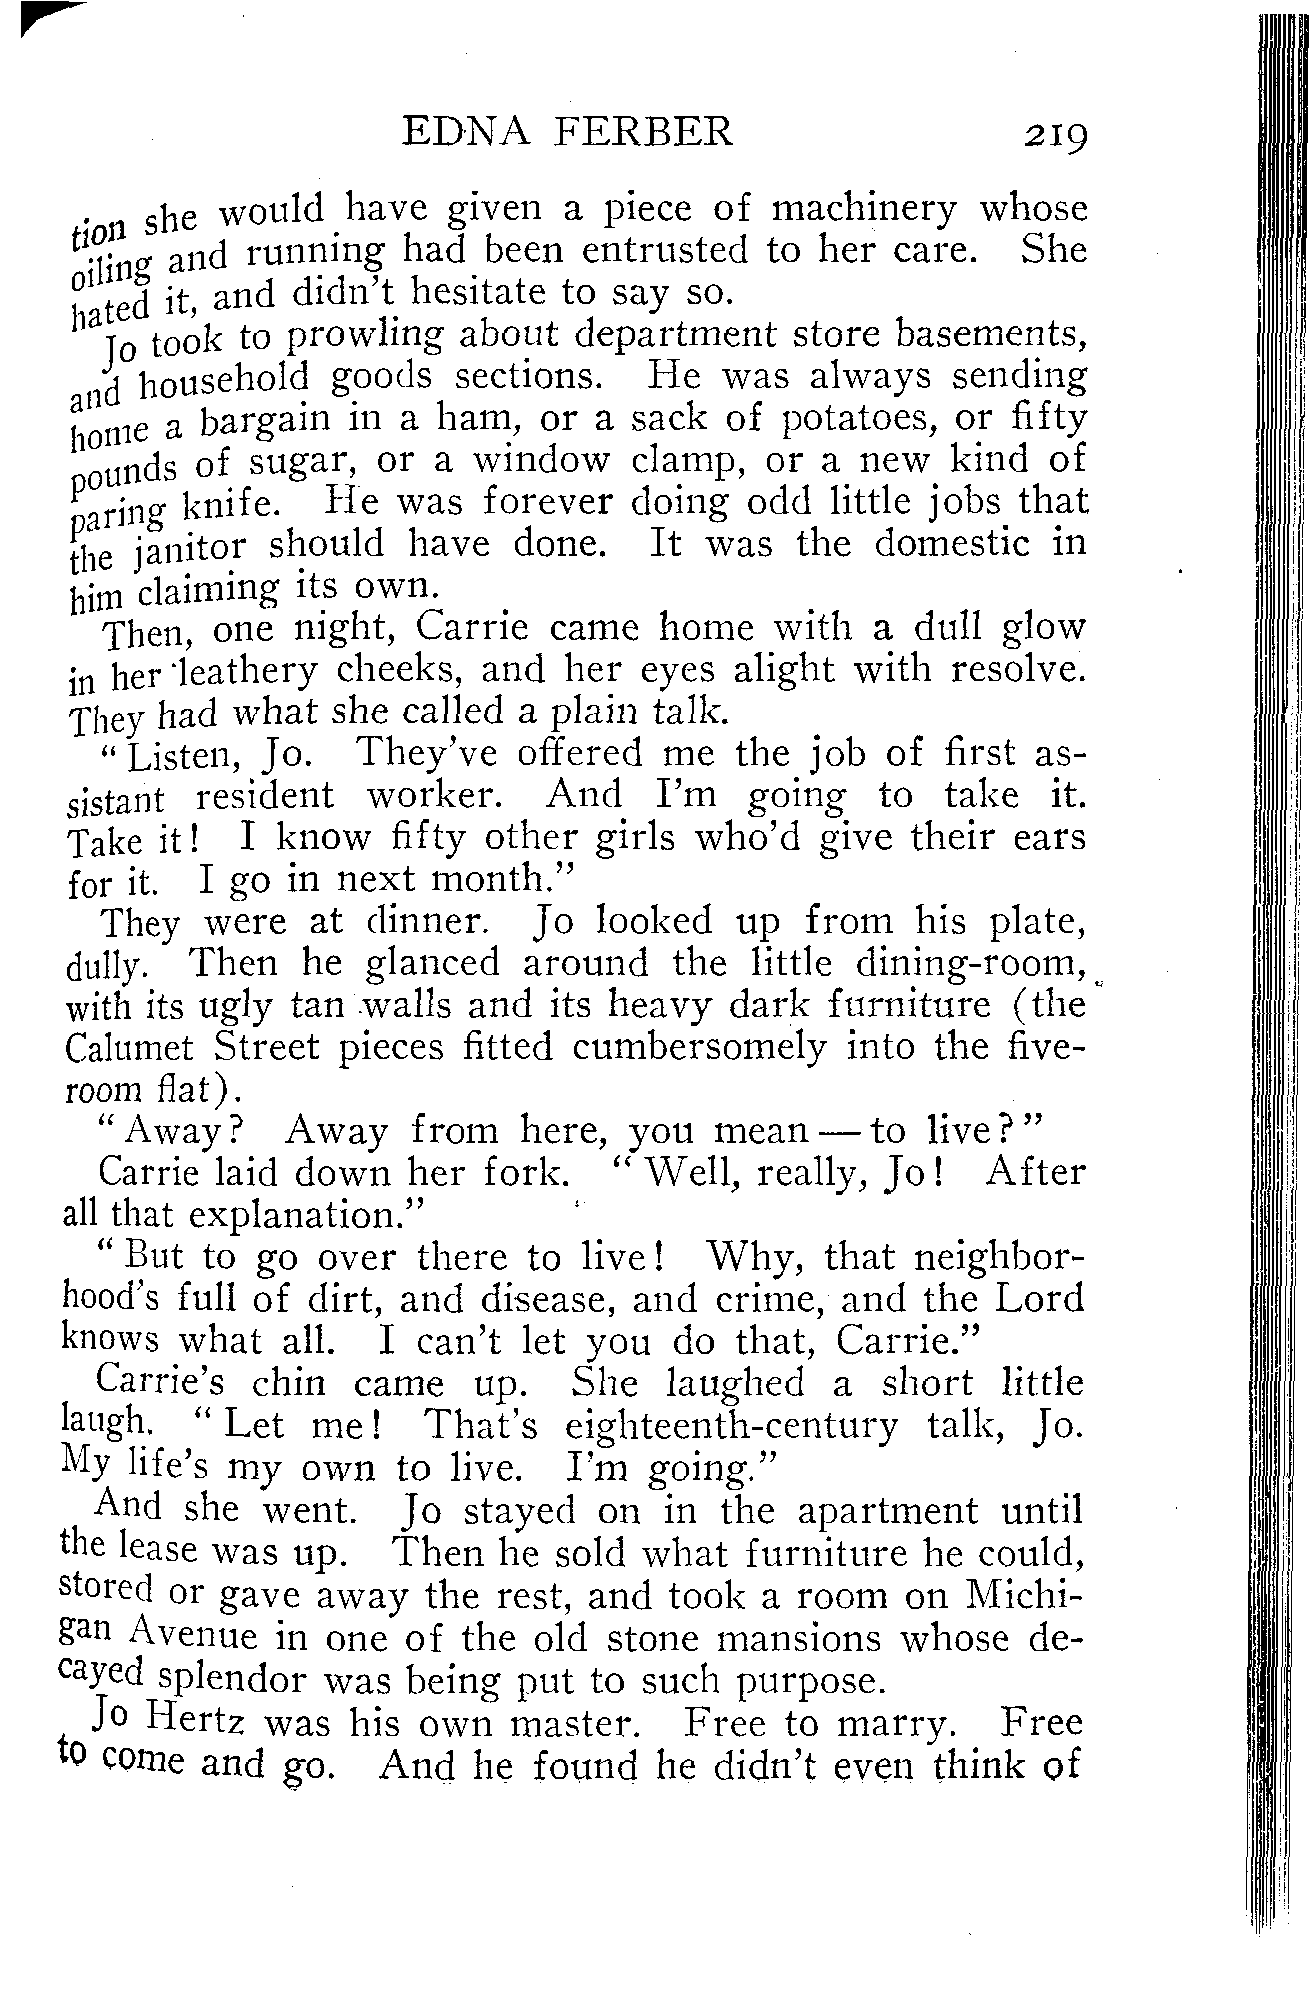 EDNA FERBER 219
tion she would have given a piece of machinery whose
oiling and running had been entrusted to her care. She
hated it, and didn't hesitate to say so.
Jo took to prowling about department store basements,
and household goods sections. He was always sending
home a bargain in a ham, or a sack of potatoes, or fifty
pounds of sugar, or a window clamp, or a new kind of
paring knife. He was forever doing odd little jobs that
the janitor should have done. It was the domestic in
him claiming its own.
Then, one night, Carrie came home with a dull glow
in her leathery cheeks, and her eyes alight with resolve.
They had what she called a plain talk.
"Listen, Jo. They've offered me the job of first as-
sistant resident worker. And I'm going to take it.
Take it! I know fifty other girls who'd give their ears
for it. I go in next month."
They were at dinner. Jo looked up from his plate,
dully. Then he glanced around the little dining-room,
with its ugly tan walls and its heavy dark furniture (the
Calumet Street pieces fitted cumbersomely into the five-
room flat).
"Away? Away from here, you mean — to live?"
Carrie laid down her fork. "Well, really, Jo! After
all that explanation."
"But to go over there to live! Why, that neighbor-
hood's full of dirt, and disease, and crime, and the Lord
knows what all. I can't let you do that, Carrie."
Carrie's chin came up. She laughed a short little
laugh. "Let me! That's eighteenth-century talk, Jo.
My life's my own to live. I'm going."
And she went. Jo stayed on in the apartment until
the lease was up. Then he sold what furniture he could,
stored or gave away the rest, and took a room on Michi-
gan Avenue in one of the old stone mansions whose de-
cayed splendor was being put to such purpose.
Jo Hertz was his own master. Free to marry. Free
to come and go. And he found he didn't even think of